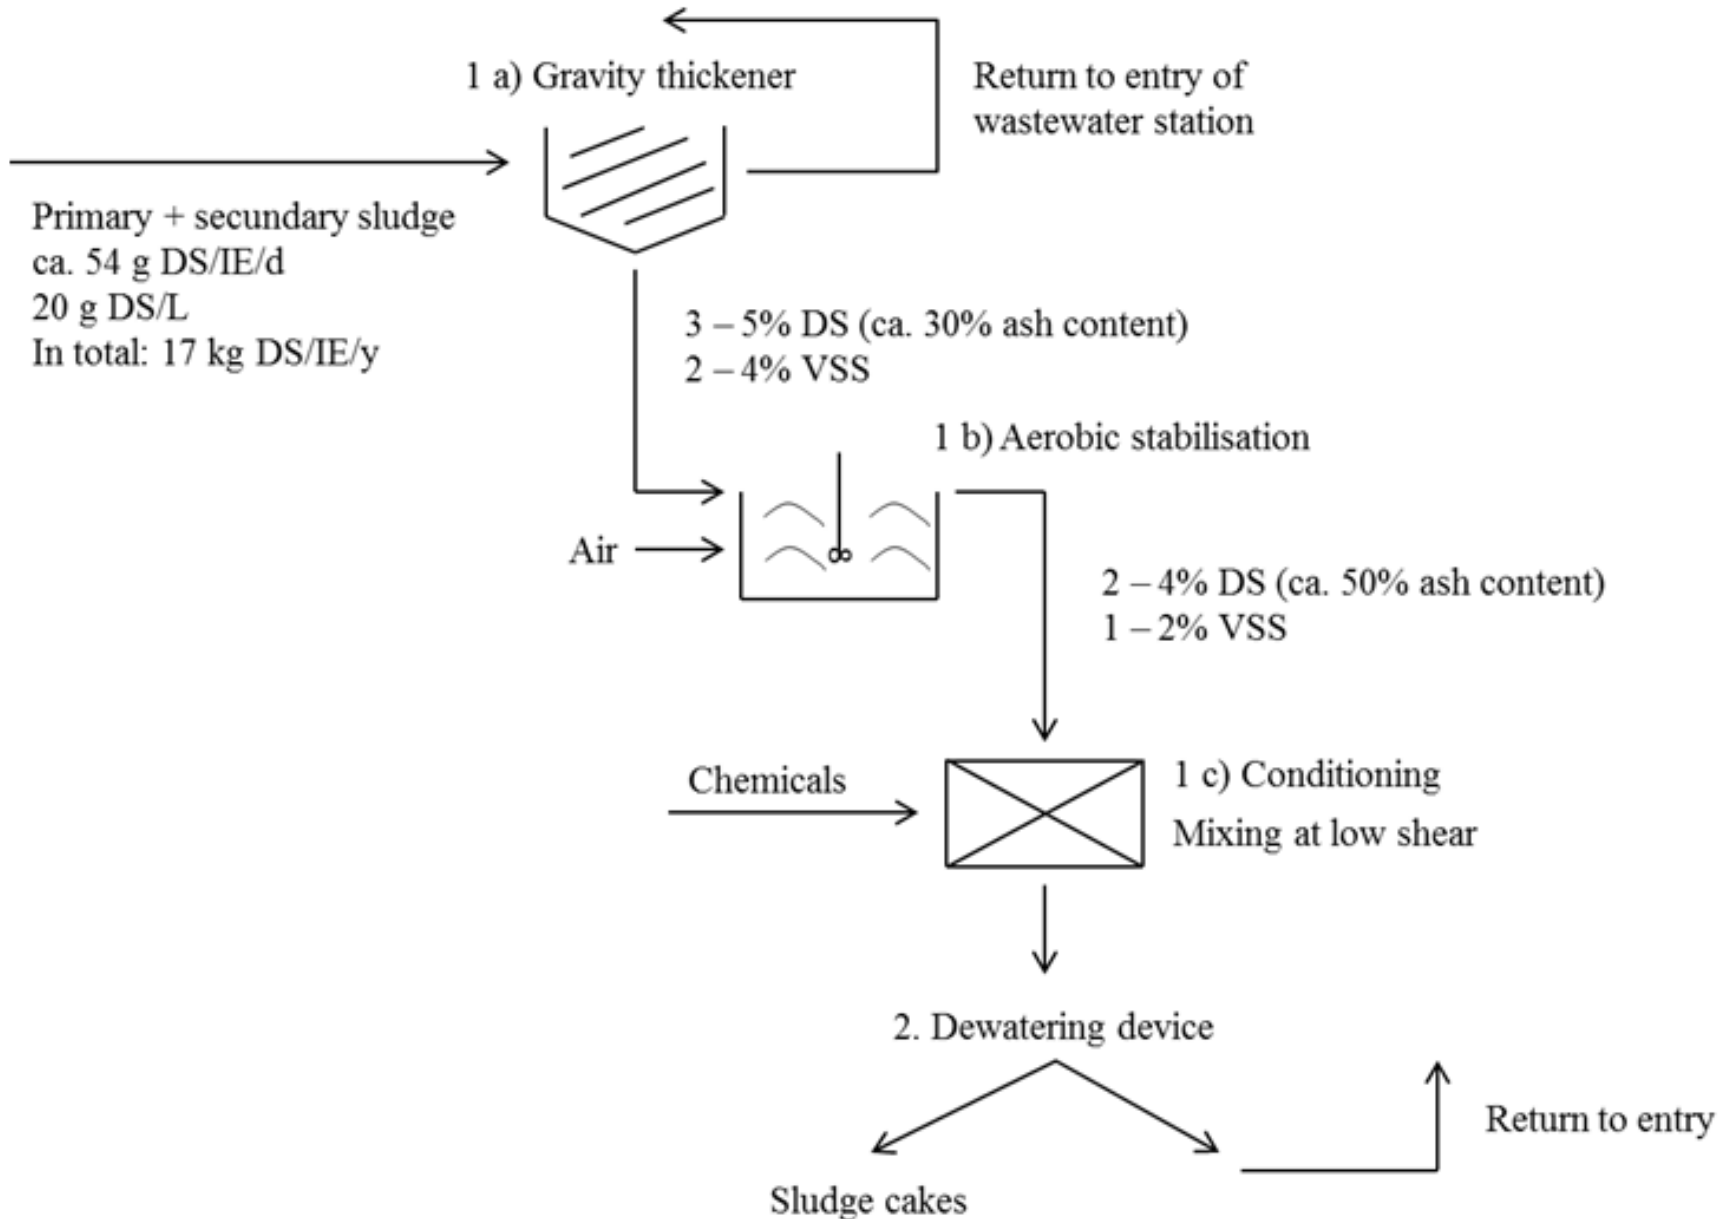 1 a) Gravity thickener
Return to entry of
wastewater station
Primary + secundary sludge
ca. 54 g DS/IE/d
20 g DS/L
In total: 17 kg DS/IE/y
3 – 5% DS (ca. 30% ash content)
2 – 4% VSS
1 b) Aerobic stabilisation
Air
2 – 4% DS (ca. 50% ash content)
1 – 2% VSS
Chemicals
1 c) Conditioning
Mixing at low shear
2. Dewatering device
Return to entry
Sludge cakes